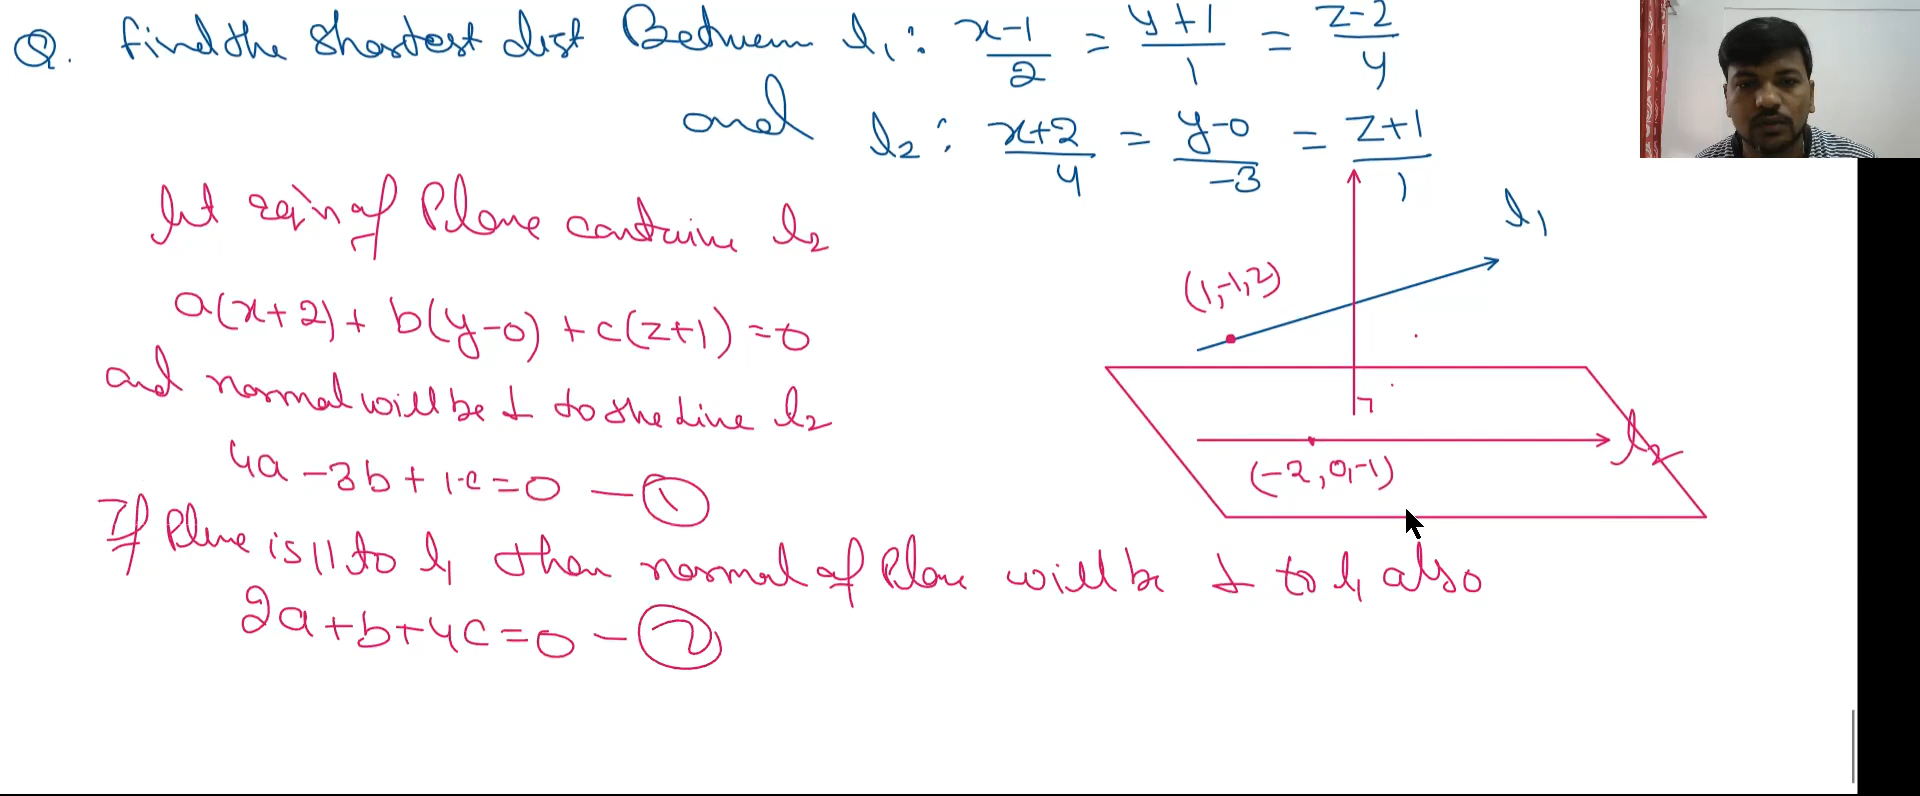 Q. find the shortest dist Between l₁: (x-1)/2 = (y+1)/1 = (z-2)/4
and l₂: (x+2)/4 = (y-0)/-3 = (z+1)/1
let eq'n of Plane containing l₂
a(x+2) + b(y-0) + c(z+1) = 0
and normal will be ⊥ to the Line l₂
4a - 3b + 1·c = 0 — ①
If Plane is || to l₁ then normal of Plane will be ⊥ to l₁ also
2a + b + 4c = 0 — ②
l₁
(1,-1,2)
l₂
(-2,0,-1)